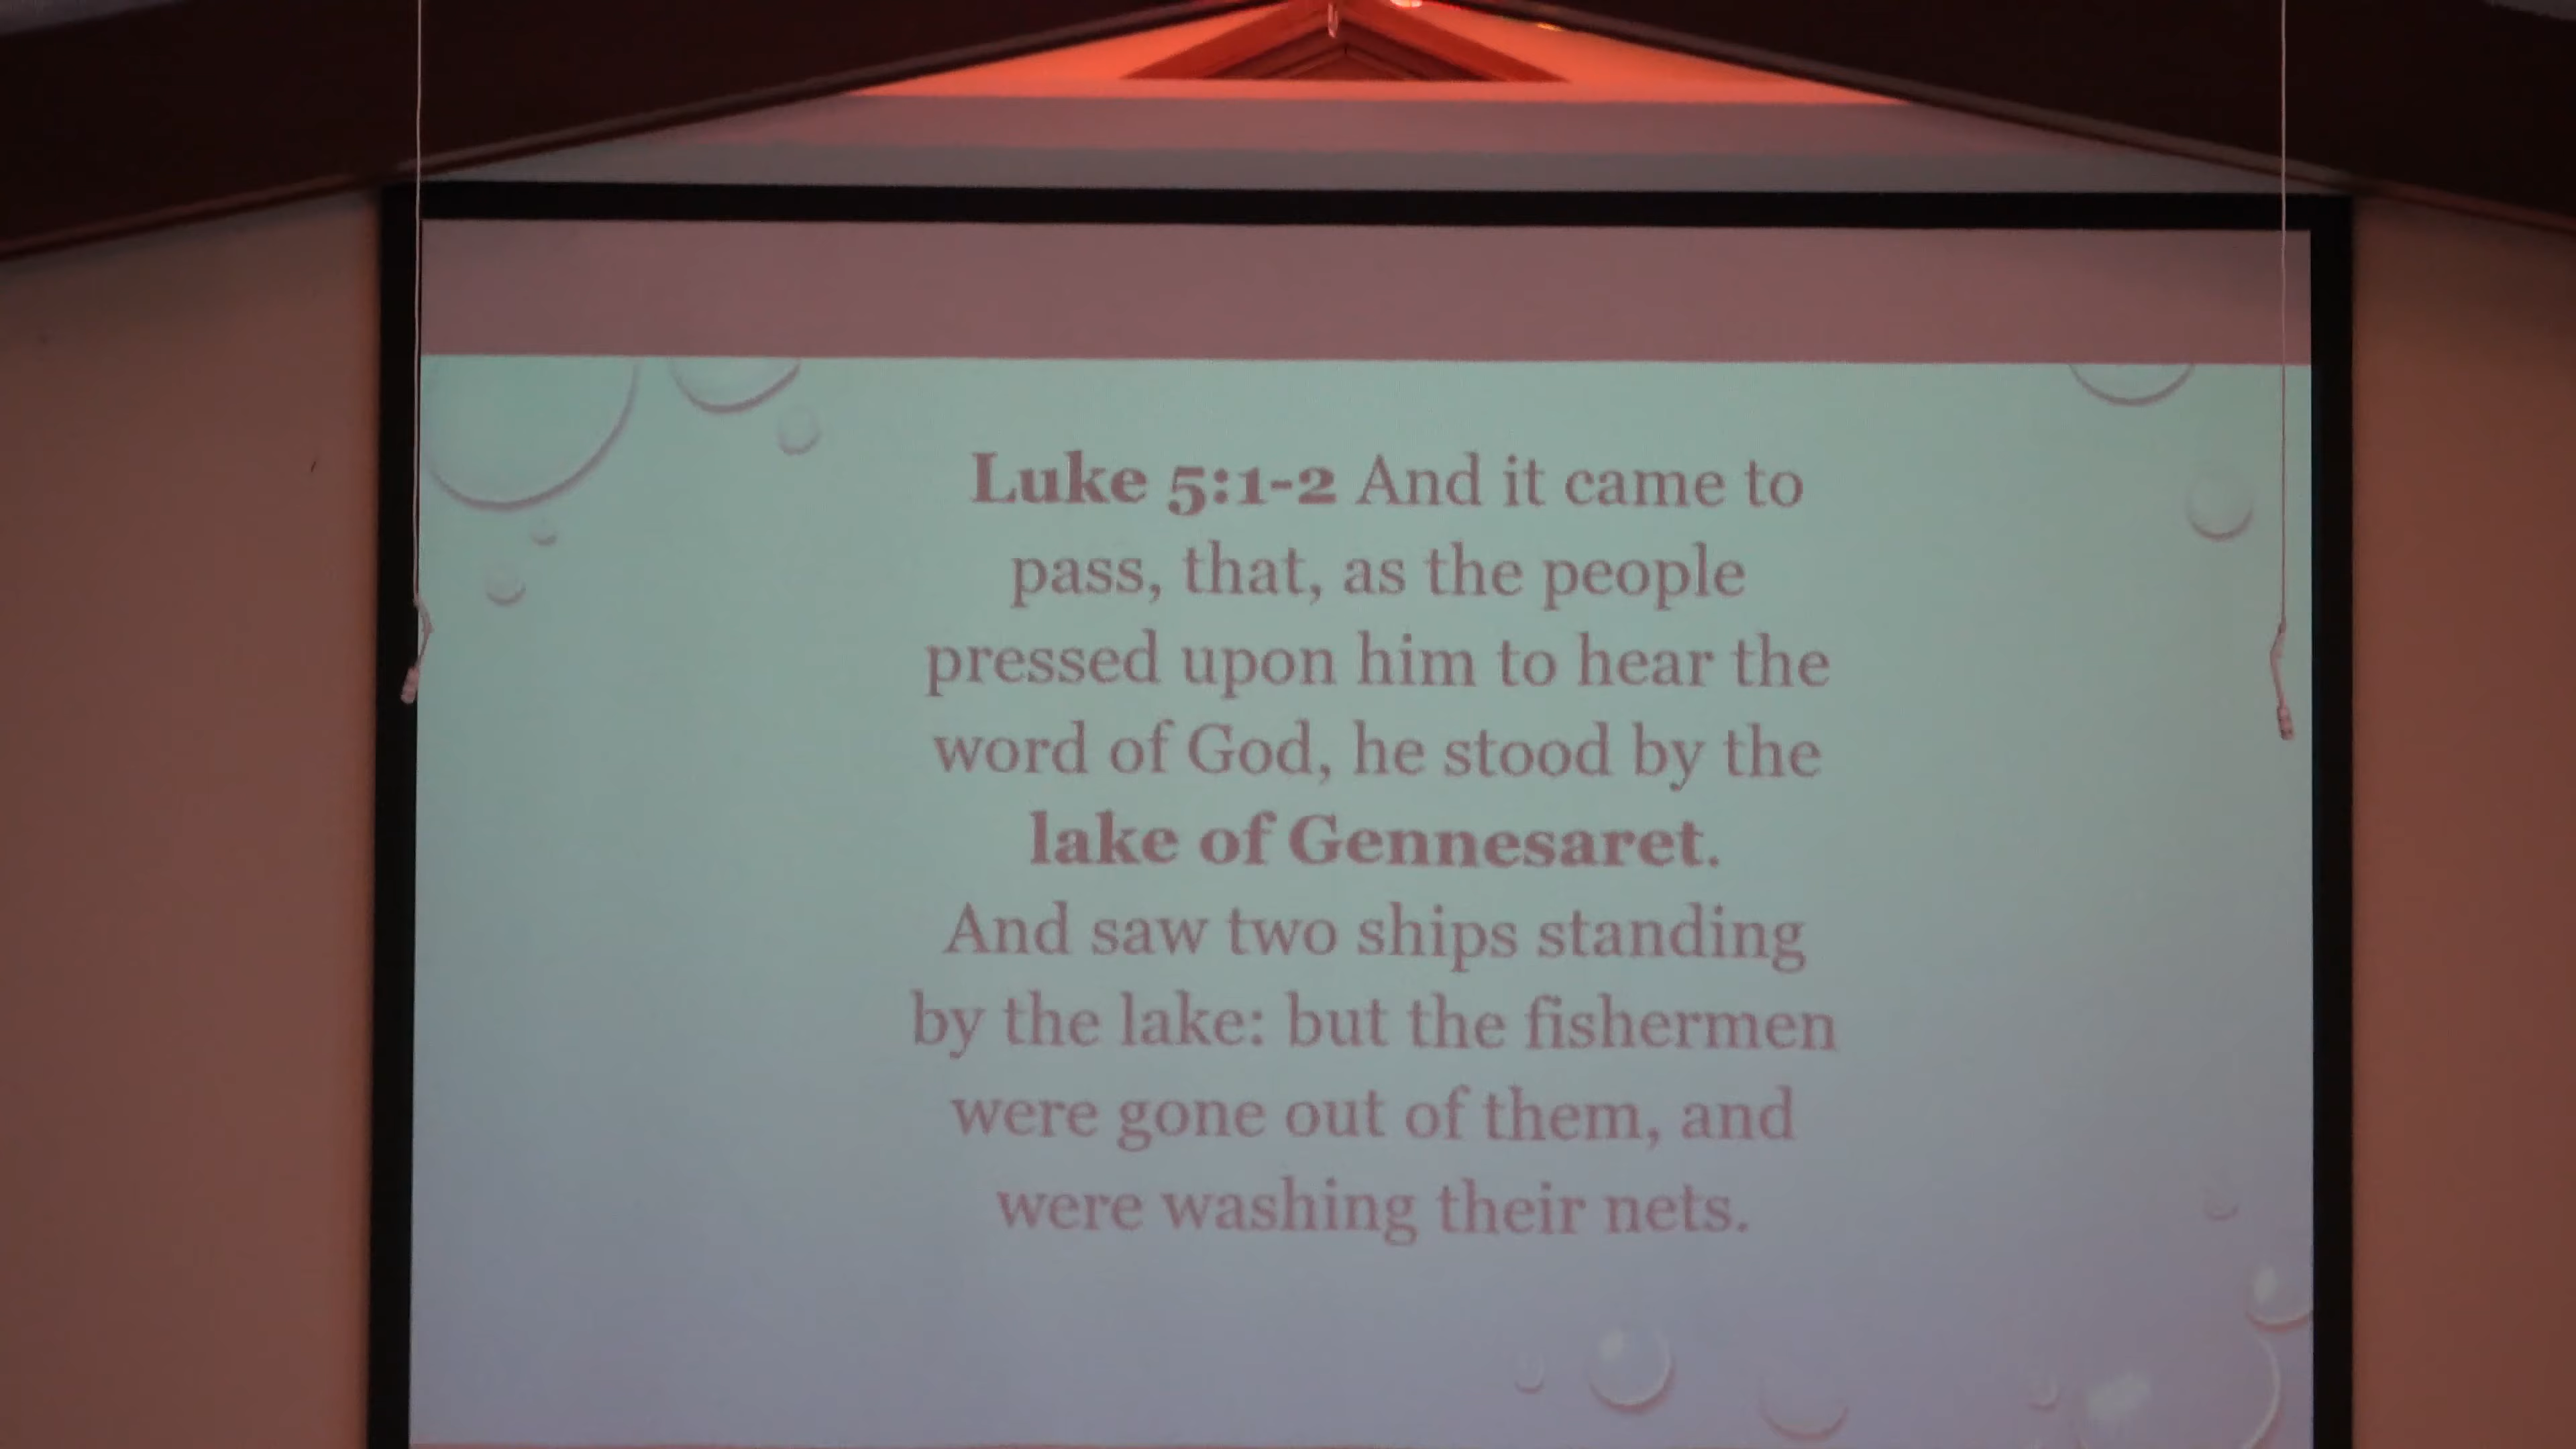 Luke 5:1-2 And it came to
pass, that, as the people
pressed upon him to hear the
word of God, he stood by the
lake of Gennesaret.
And saw two ships standing
by the lake: but the fishermen
were gone out of them, and
were washing their nets.